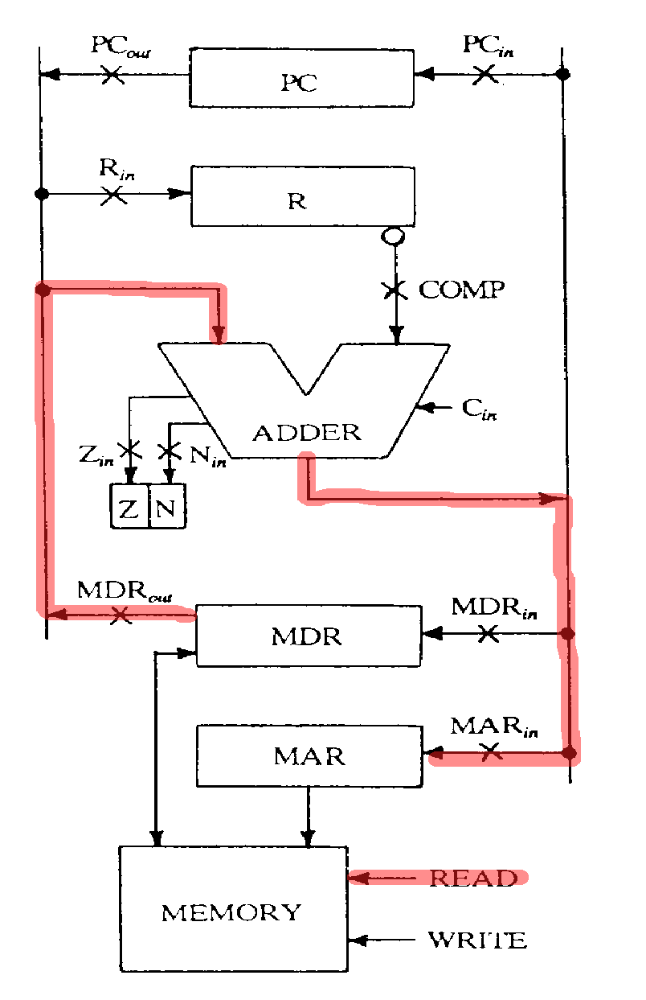 PCout PCin
PC
Rin
R
COMP
Cin
ADDER
Zin Nin
Z N
MDRout MDRin
MDR
MARin
MAR
READ
MEMORY
WRITE